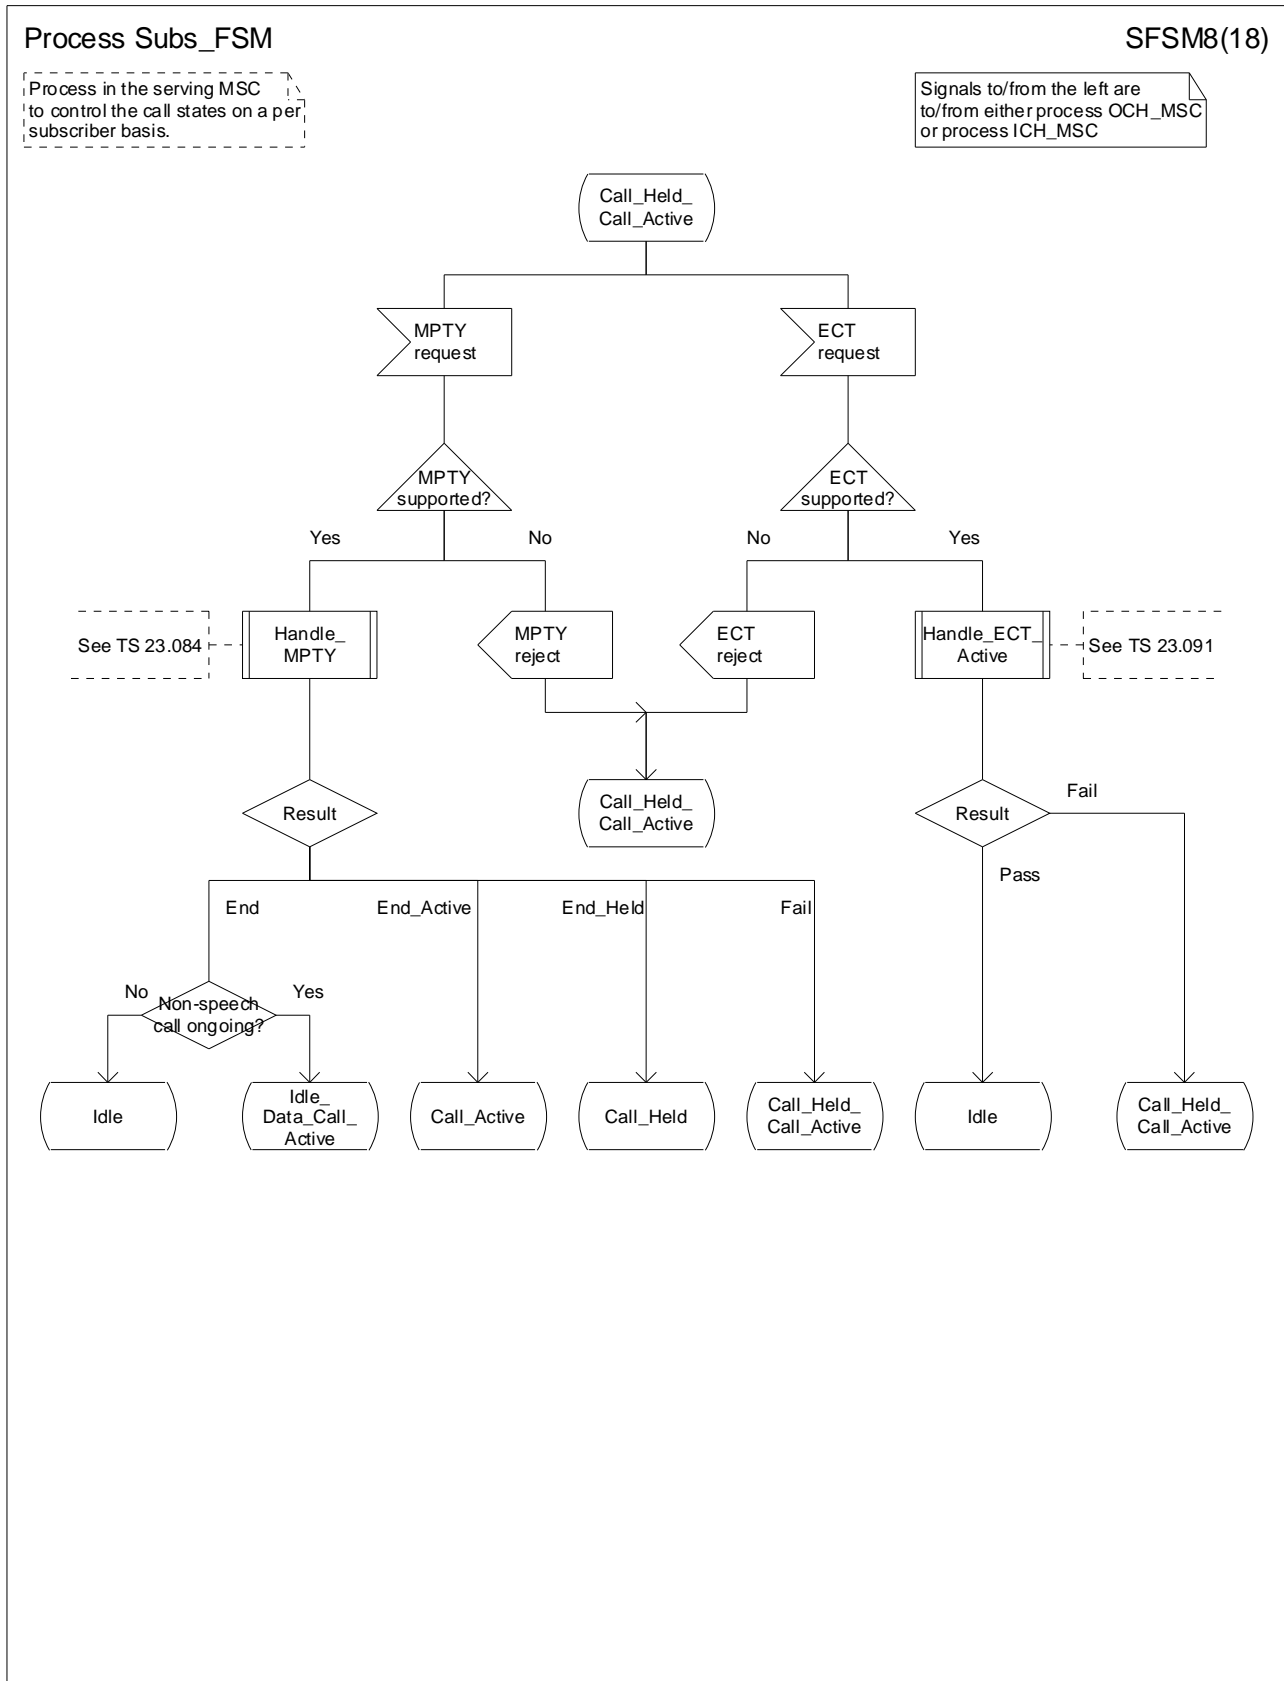 Process Subs_FSM
SFSM8(18)
Process in the serving MSC
to control the call states on a per
subscriber basis.
Signals to/from the left are
to/from either process OCH_MSC
or process ICH_MSC
Call_Held_
Call_Active
MPTY
request
ECT
request
MPTY
supported?
ECT
supported?
Yes
No
No
Yes
See TS 23.084
Handle_
MPTY
MPTY
reject
ECT
reject
Handle_ECT_
Active
See TS 23.091
Result
Call_Held_
Call_Active
Result
Fail
Pass
End
End_Active
End_Held
Fail
No
Non-speech
call ongoing?
Yes
Idle
Idle_
Data_Call_
Active
Call_Active
Call_Held
Call_Held_
Call_Active
Idle
Call_Held_
Call_Active